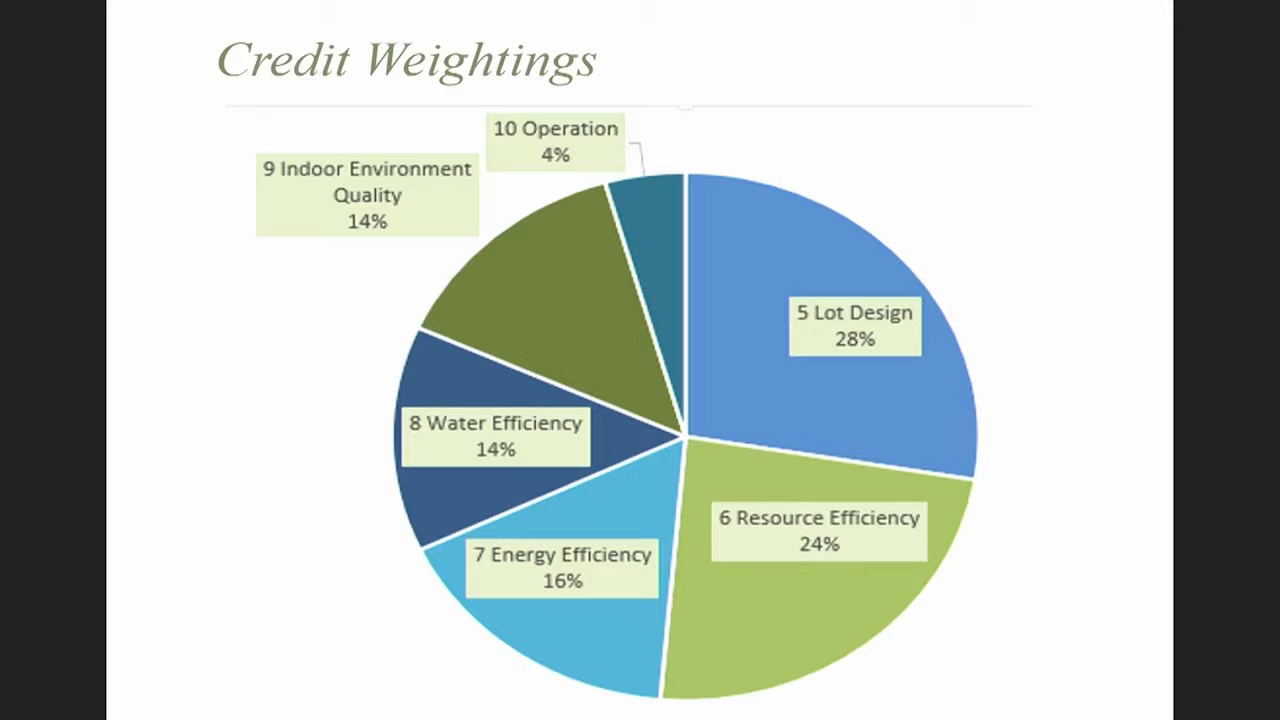 Credit Weightings
10 Operation
4%
9 Indoor Environment
Quality
14%
5 Lot Design
28%
8 Water Efficiency
14%
6 Resource Efficiency
24%
7 Energy Efficiency
16%